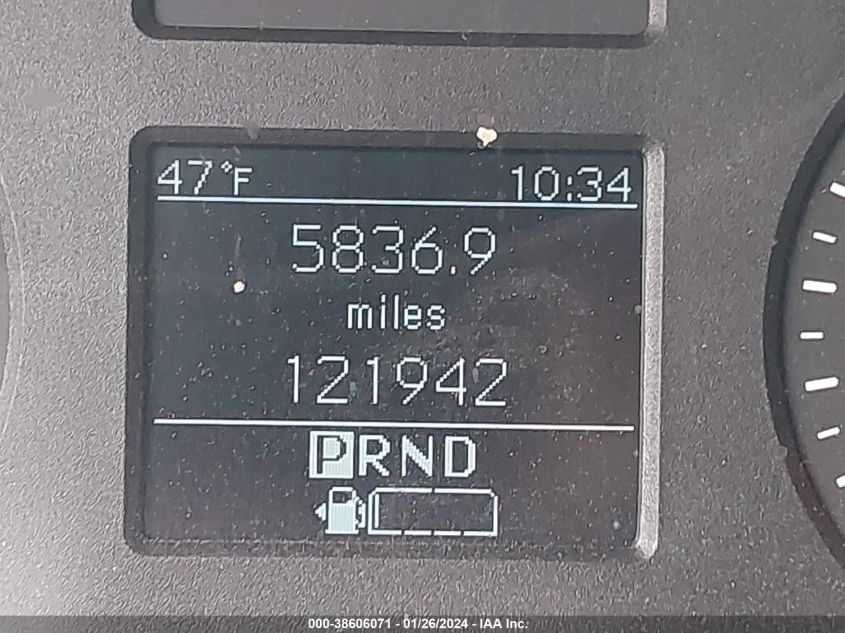 47°F 10:34
5836.9
miles
121942
PRND
000-38606071 - 01/26/2024 - IAA Inc.